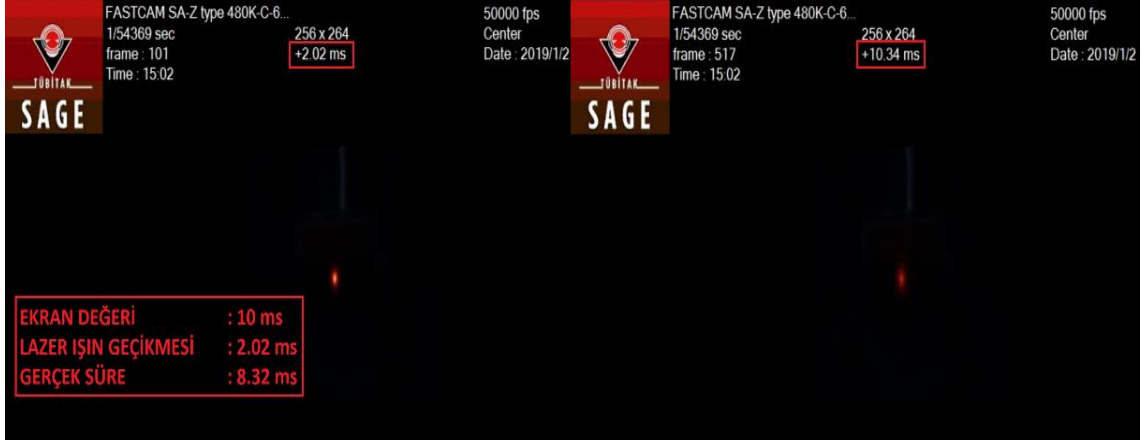 FASTCAM SA-Z type 480K-C-6...
1/54369 sec
256 x 264
frame : 101
+2.02 ms
Time : 15:02
50000 fps
Center
Date : 2019/1/2
TÜBİTAK
SAGE
FASTCAM SA-Z type 480K-C-6...
1/54369 sec
256 x 264
frame : 517
+10.34 ms
Time : 15:02
50000 fps
Center
Date : 2019/1/2
TÜBİTAK
SAGE
EKRAN DEĞERİ : 10 ms
LAZER IŞIN GEÇİKMESİ : 2.02 ms
GERÇEK SÜRE : 8.32 ms